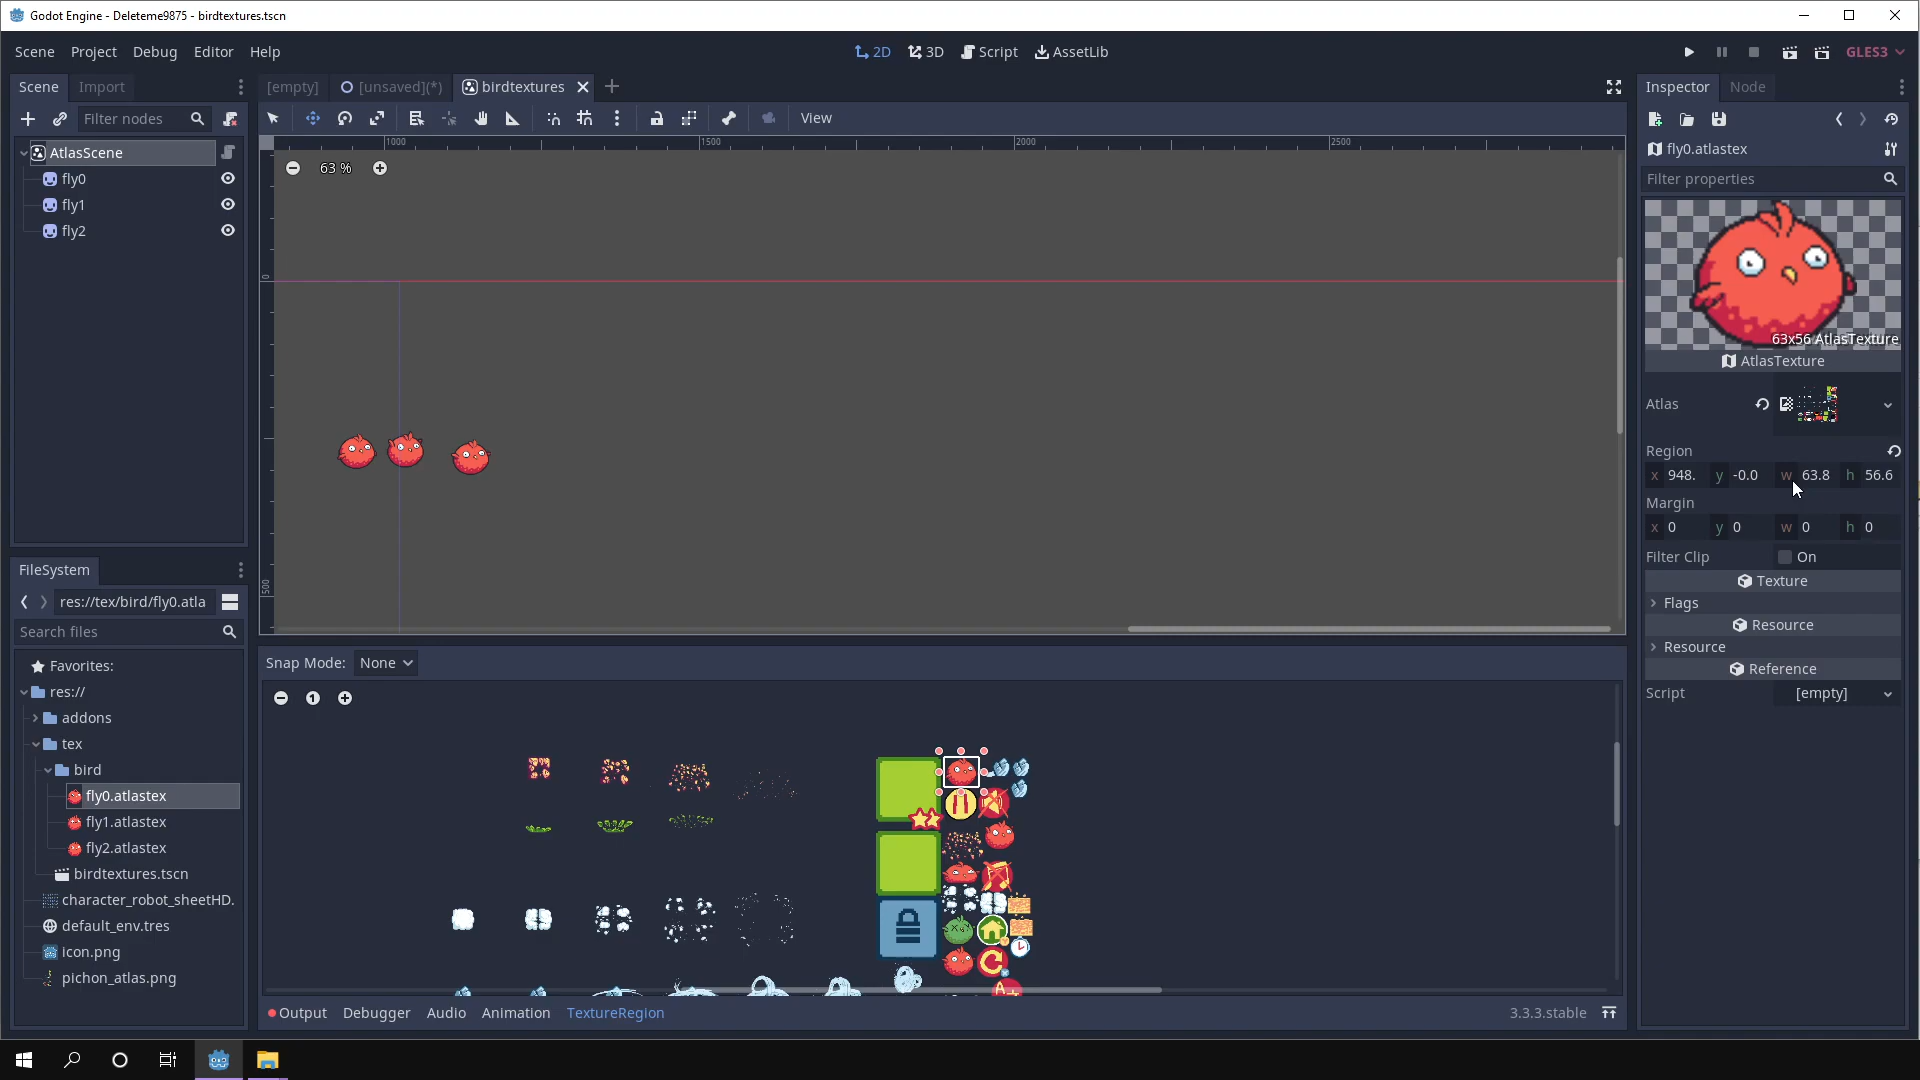 Godot Engine - Deleteme9875 - birdtextures.tscn
Scene Project Debug Editor Help
2D 3D Script AssetLib
GLES3
Scene Import
[empty] [unsaved](*) birdtextures
Inspector Node
Filter nodes
View
AtlasScene
fly0
fly1
fly2
1000 1500 2000 2500
63 %
0
500
fly0.atlastex
Filter properties
63x56 AtlasTexture
AtlasTexture
Atlas
Region
x 948. y -0.0 w 63.8 h 56.6
Margin
x 0 y 0 w 0 h 0
Filter Clip On
Texture
Flags
Resource
Resource
Reference
Script [empty]
FileSystem
res://tex/bird/fly0.atla
Search files
Favorites:
res://
addons
tex
bird
fly0.atlastex
fly1.atlastex
fly2.atlastex
birdtextures.tscn
character_robot_sheetHD.
default_env.tres
icon.png
pichon_atlas.png
Snap Mode: None
1
A+
Output Debugger Audio Animation TextureRegion
3.3.3.stable